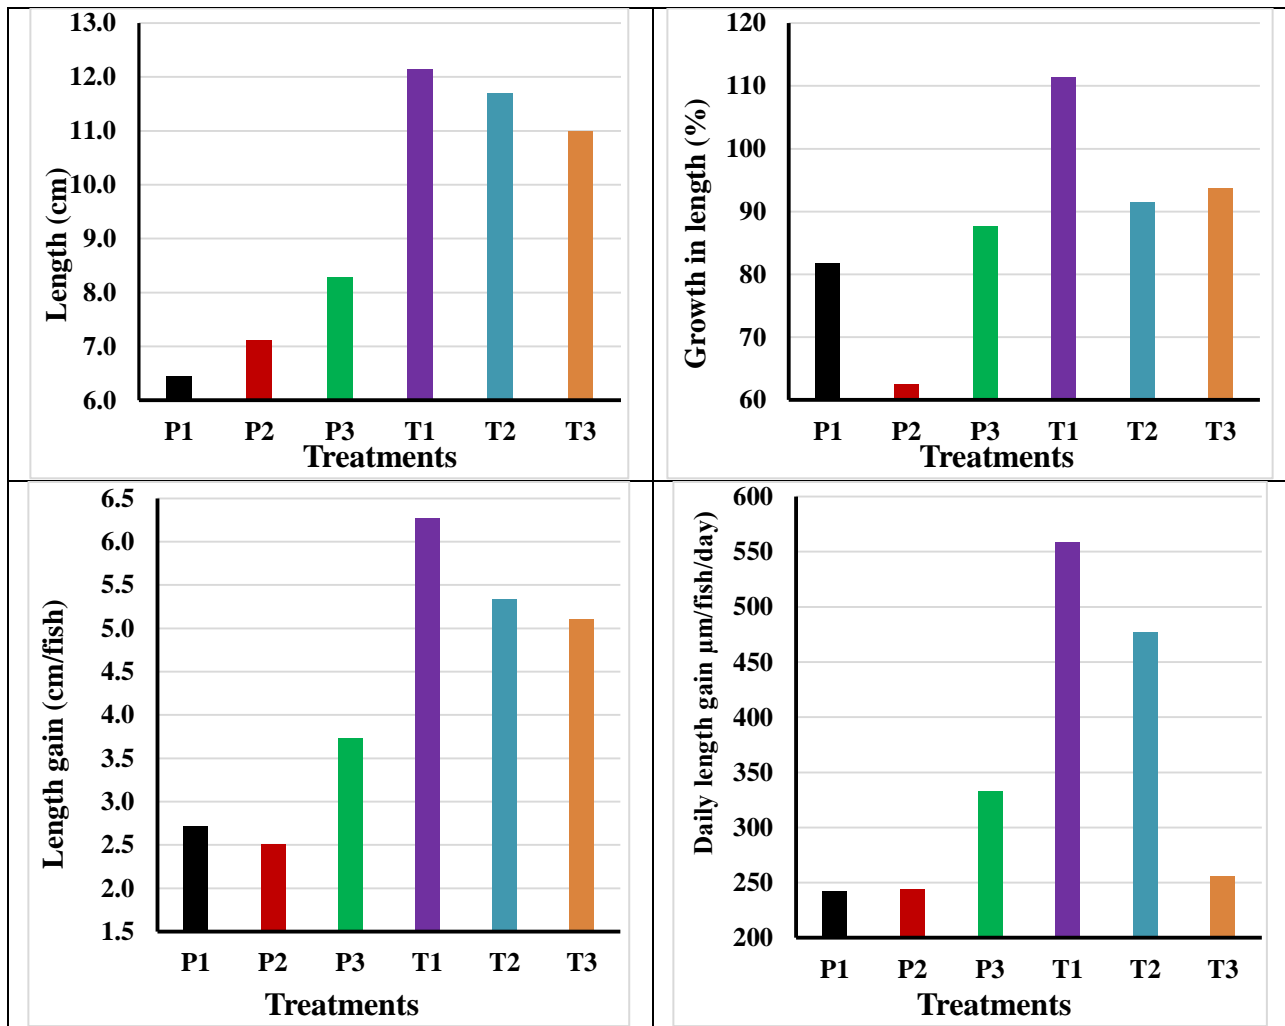 Length (cm)
13.0
12.0
11.0
10.0
9.0
8.0
7.0
6.0
P1 P2 P3 T1 T2 T3
Treatments
Growth in length (%)
120
110
100
90
80
70
60
P1 P2 P3 T1 T2 T3
Treatments
Length gain (cm/fish)
6.5
6.0
5.5
5.0
4.5
4.0
3.5
3.0
2.5
2.0
1.5
P1 P2 P3 T1 T2 T3
Treatments
Daily length gain µm/fish/day)
600
550
500
450
400
350
300
250
200
P1 P2 P3 T1 T2 T3
Treatments